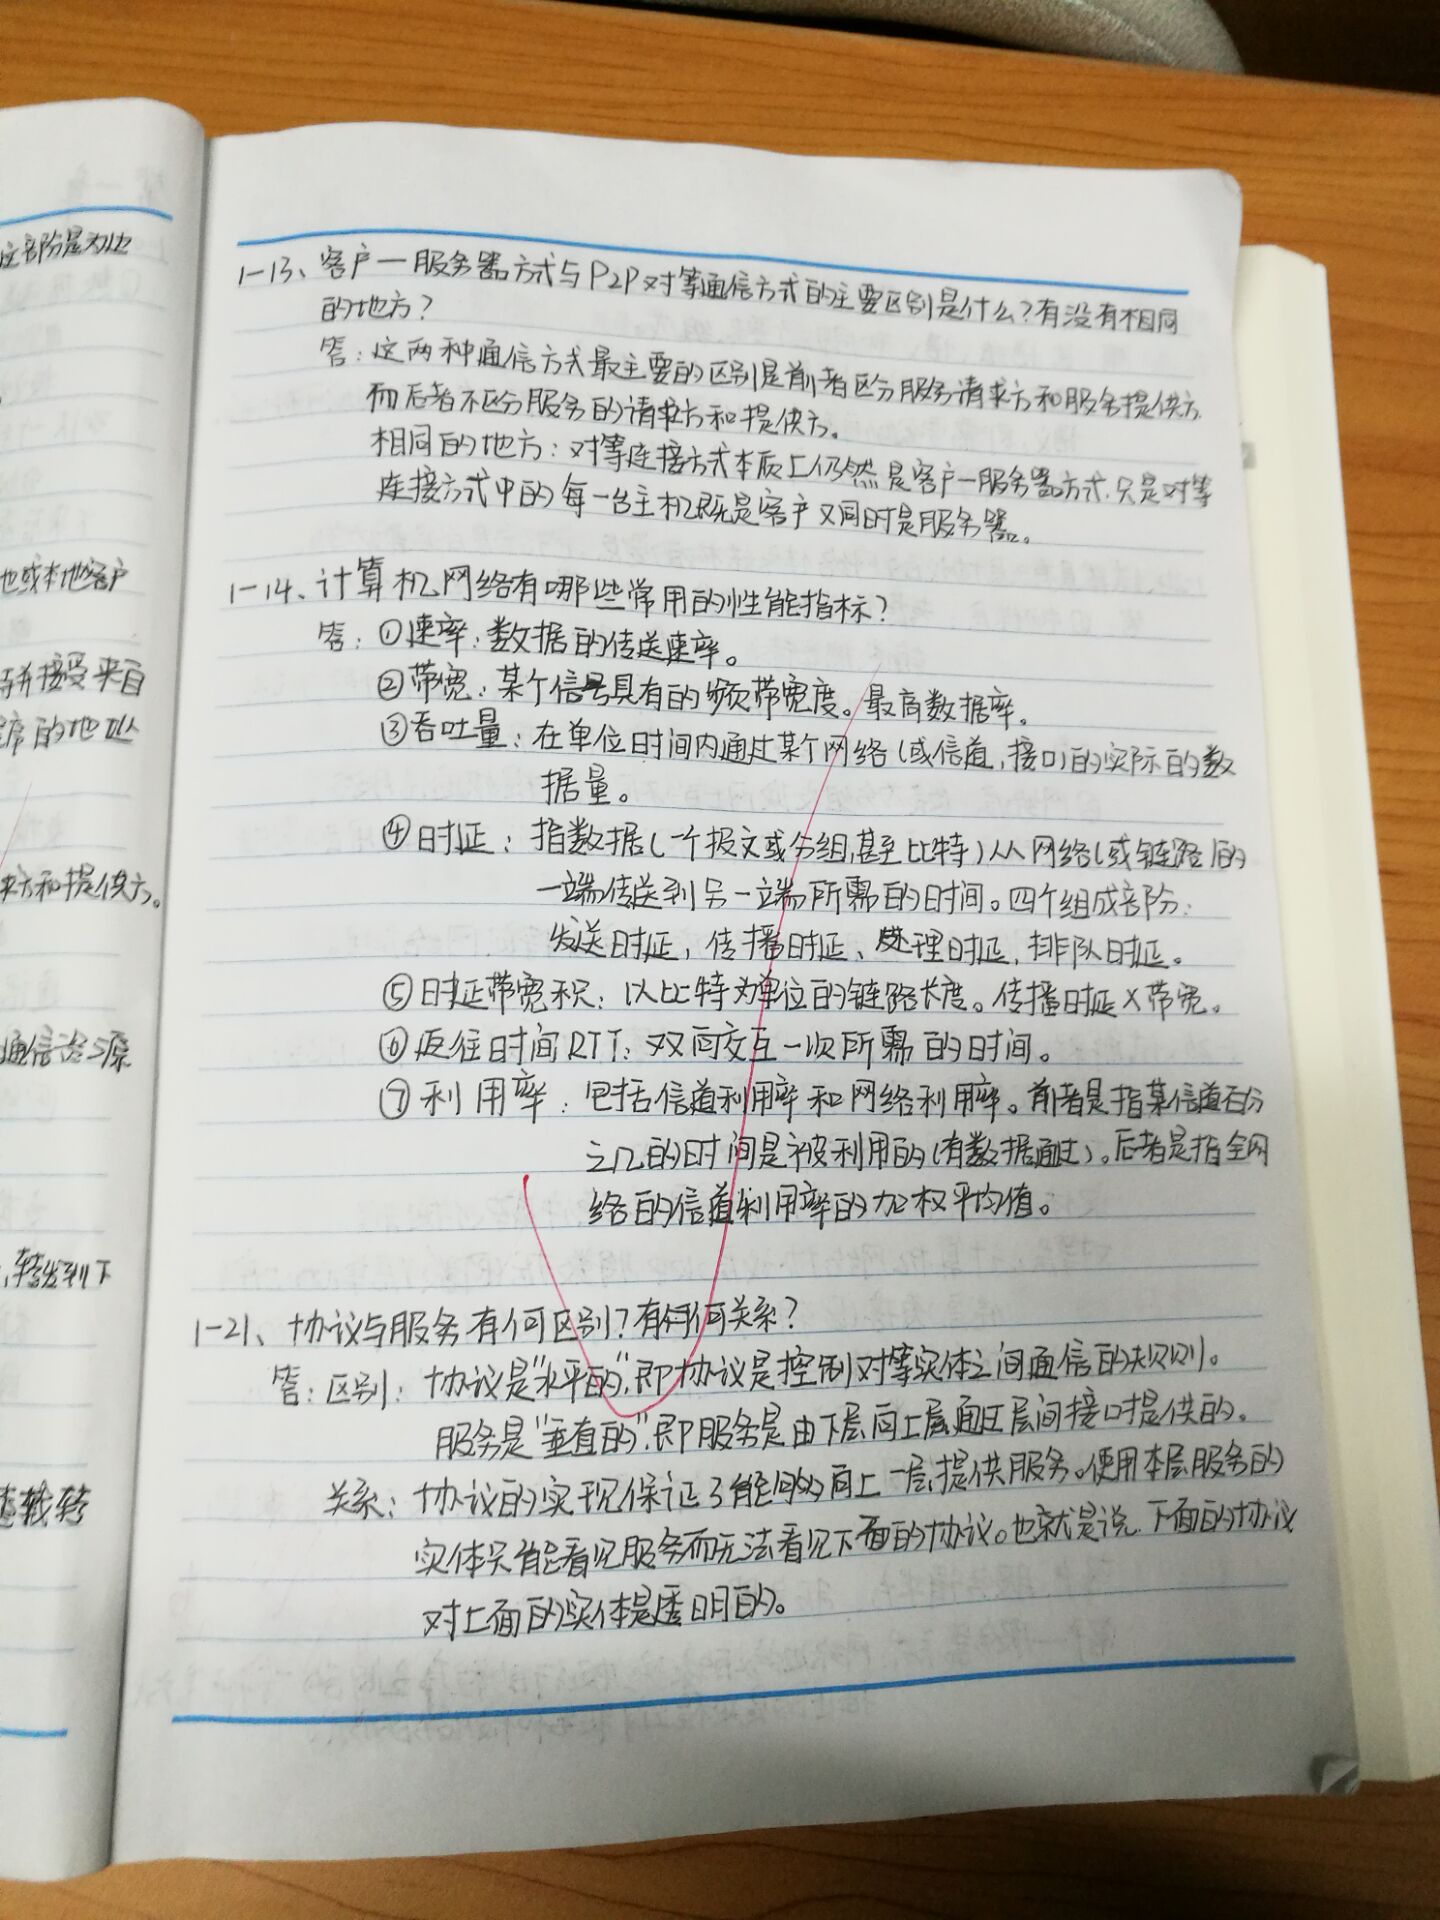 这部分是为边
地或本地客户
待并接受来自
序的地址
求方和提供方。
通信资源
,转发到下
1-13、客户—服务器方式与P2P对等通信方式的主要区别是什么?有没有相同
的地方?
答:这两种通信方式最主要的区别是前者区分服务请求方和服务提供方,
而后者不区分服务的请求方和提供方。
相同的地方:对等连接方式本质上仍然是客户—服务器方式,只是对等
连接方式中的每一台主机既是客户又同时是服务器。
1-14、计算机网络有哪些常用的性能指标?
答:①速率:数据的传送速率。
②带宽:某个信号具有的频带宽度。最高数据率。
③吞吐量:在单位时间内通过某个网络(或信道,接口)的实际的数
据量。
④时延:指数据(一个报文或分组,甚至比特)从网络(或链路)的
一端传送到另一端所需的时间。四个组成部分:
发送时延,传播时延、处理时延,排队时延。
⑤时延带宽积:以比特为单位的链路长度。传播时延×带宽。
⑥返往时间RTT:双向交互一次所需的时间。
⑦利用率:包括信道利用率和网络利用率。前者是指某信道百分
之几的时间是被利用的(有数据通过)。后者是指全网
络的信道利用率的加权平均值。
1-21、协议与服务有何区别?有何关系?
答:区别:协议是“水平的”,即协议是控制对等实体之间通信的规则。
服务是“垂直的”,即服务是由下层向上层通过层间接口提供的。
关系:协议的实现保证了能够向上一层提供服务。使用本层服务的
实体只能看见服务而无法看见下面的协议。也就是说,下面的协议
对上面的实体是透明的。